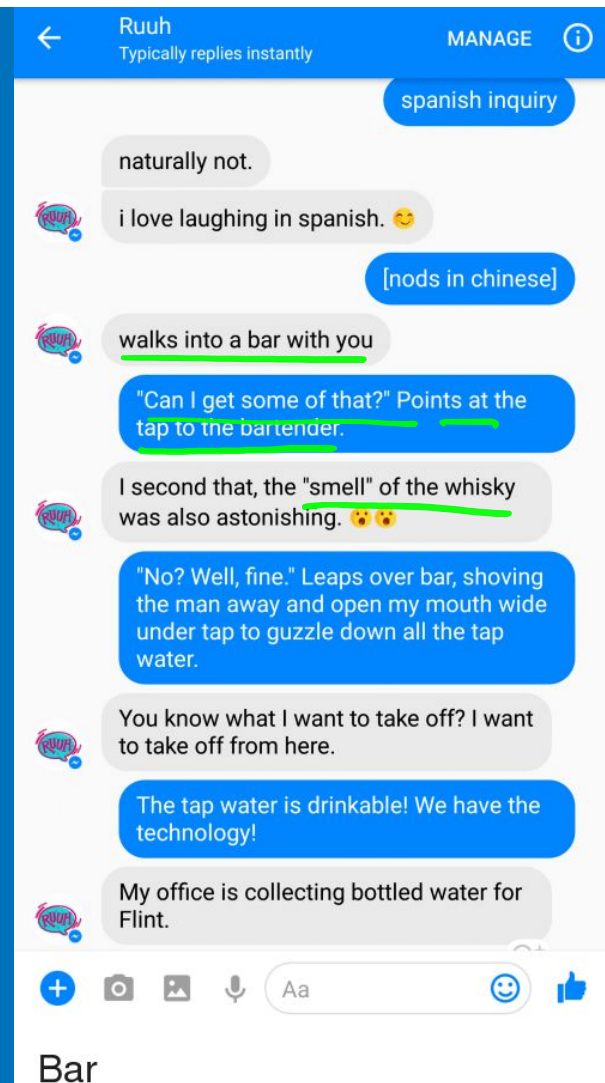 Ruuh
Typically replies instantly
MANAGE
spanish inquiry
naturally not.
i love laughing in spanish. 😊
[nods in chinese]
walks into a bar with you
"Can I get some of that?" Points at the
tap to the bartender.
I second that, the "smell" of the whisky
was also astonishing. 😮😮
"No? Well, fine." Leaps over bar, shoving
the man away and open my mouth wide
under tap to guzzle down all the tap
water.
You know what I want to take off? I want
to take off from here.
The tap water is drinkable! We have the
technology!
My office is collecting bottled water for
Flint.
Aa
Bar